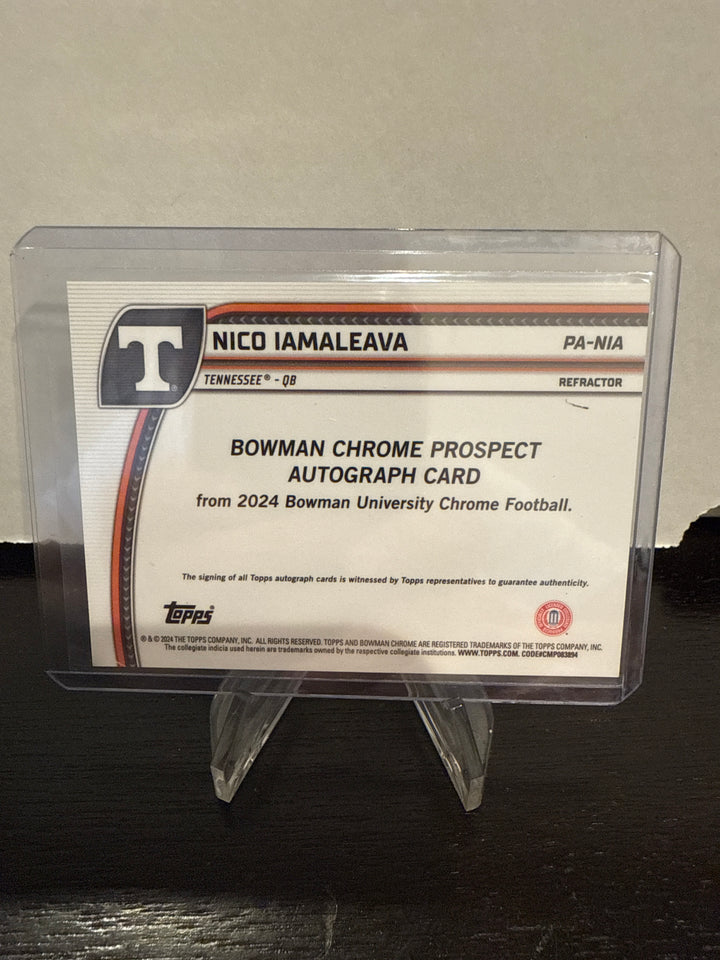 T
NICO IAMALEAVA
PA-NIA
TENNESSEE® - QB
REFRACTOR
BOWMAN CHROME PROSPECT
AUTOGRAPH CARD
from 2024 Bowman University Chrome Football.
The signing of all Topps autograph cards is witnessed by Topps representatives to guarantee authenticity.
topps®
® & © 2024 THE TOPPS COMPANY, INC. ALL RIGHTS RESERVED. TOPPS AND BOWMAN CHROME ARE REGISTERED TRADEMARKS OF THE TOPPS COMPANY, INC.
The collegiate indicia used herein are trademarks owned by the respective collegiate institutions. WWW.TOPPS.COM. CODE#CMP083894